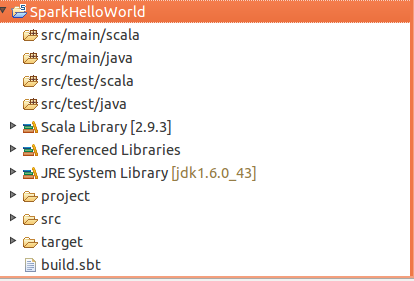 SparkHelloWorld
src/main/scala
src/main/java
src/test/scala
src/test/java
Scala Library [2.9.3]
Referenced Libraries
JRE System Library [jdk1.6.0_43]
project
src
target
build.sbt